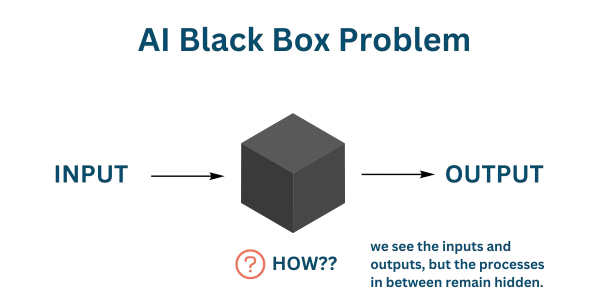 AI Black Box Problem
INPUT
OUTPUT
? HOW??
we see the inputs and
outputs, but the processes
in between remain hidden.